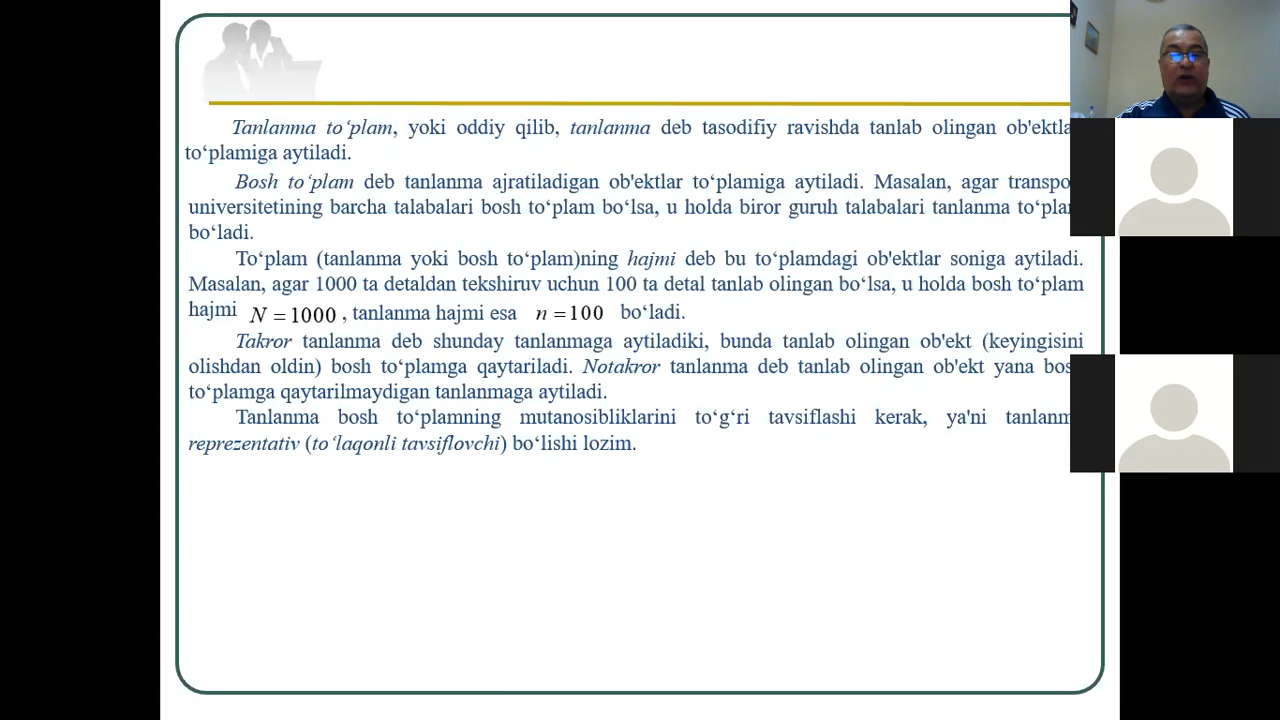 Tanlanma to‘plam, yoki oddiy qilib, tanlanma deb tasodifiy ravishda tanlab olingan ob'ektla
to‘plamiga aytiladi.
Bosh to‘plam deb tanlanma ajratiladigan ob'ektlar to‘plamiga aytiladi. Masalan, agar transpo
universitetining barcha talabalari bosh to‘plam bo‘lsa, u holda biror guruh talabalari tanlanma to‘plam
bo‘ladi.
To‘plam (tanlanma yoki bosh to‘plam)ning hajmi deb bu to‘plamdagi ob'ektlar soniga aytiladi.
Masalan, agar 1000 ta detaldan tekshiruv uchun 100 ta detal tanlab olingan bo‘lsa, u holda bosh to‘plam
hajmi N = 1000 , tanlanma hajmi esa n = 100 bo‘ladi.
Takror tanlanma deb shunday tanlanmaga aytiladiki, bunda tanlab olingan ob'ekt (keyingisini
olishdan oldin) bosh to‘plamga qaytariladi. Notakror tanlanma deb tanlab olingan ob'ekt yana bos
to‘plamga qaytarilmaydigan tanlanmaga aytiladi.
Tanlanma bosh to‘plamning mutanosibliklarini to‘g‘ri tavsiflashi kerak, ya'ni tanlanm
reprezentativ (to‘laqonli tavsiflovchi) bo‘lishi lozim.